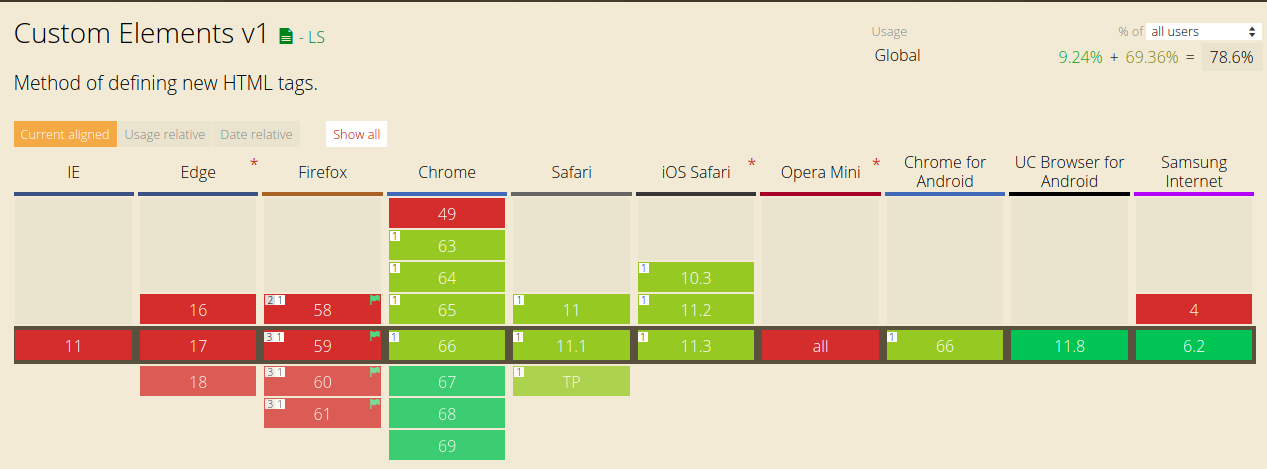 Custom Elements v1 - LS
Usage % of all users
Global 9.24% + 69.36% = 78.6%
Method of defining new HTML tags.
Current aligned Usage relative Date relative Show all
IE Edge * Firefox Chrome Safari iOS Safari * Opera Mini * Chrome for Android UC Browser for Android Samsung Internet
49
1 63
1 64 1 10.3
16 2 1 58 1 65 1 11 1 11.2 4
11 17 3 1 59 1 66 1 11.1 1 11.3 all 1 66 11.8 6.2
18 3 1 60 67 1 TP
3 1 61 68
69